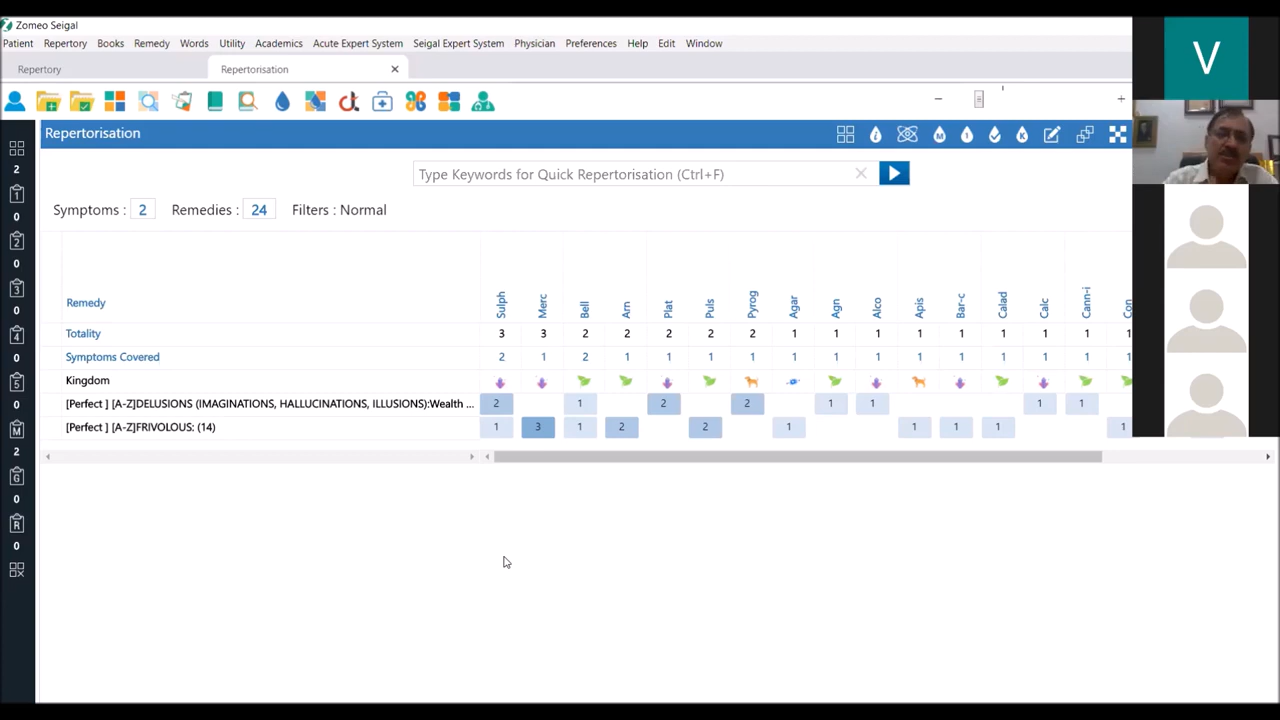 Zomeo Seigal
Patient Repertory Books Remedy Words Utility Academics Acute Expert System Seigal Expert System Physician Preferences Help Edit Window
Repertory Repertorisation
Repertorisation
Type Keywords for Quick Repertorisation (Ctrl+F)
Symptoms : 2 Remedies : 24 Filters : Normal
Remedy Sulph Merc Bell Arn Plat Puls Pyrog Agar Agn Alco Apis Bar-c Calad Calc Cann-i Con
Totality 3 3 2 2 2 2 2 1 1 1 1 1 1 1 1 1
Symptoms Covered 2 1 2 1 1 1 1 1 1 1 1 1 1 1 1 1
Kingdom
[Perfect ] [A-Z]DELUSIONS (IMAGINATIONS, HALLUCINATIONS, ILLUSIONS):Wealth ... 2 1 2 2 1 1 1 1
[Perfect ] [A-Z]FRIVOLOUS: (14) 1 3 1 2 2 1 1 1 1 1
2
1
0
2
0
3
0
4
0
5
0
M
2
G
0
R
0
V